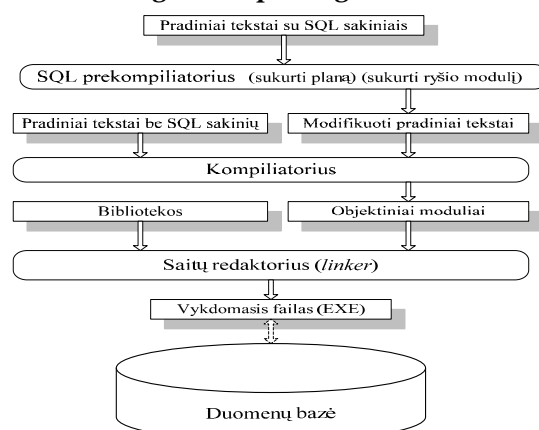 Pradiniai tekstai su SQL sakiniais
SQL prekompiliatorius (sukurti planą) (sukurti ryšio modulį)
Pradiniai tekstai be SQL sakinių
Modifikuoti pradiniai tekstai
Kompiliatorius
Bibliotekos
Objektiniai moduliai
Saitų redaktorius (linker)
Vykdomasis failas (EXE)
Duomenų bazė